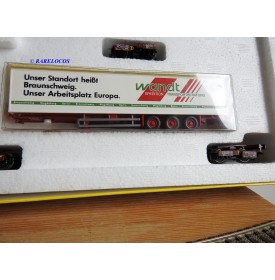 © RARELOCOS
Unser Standort heißt
Braunschweig.
Unser Arbeitsplatz Europa.
wandt